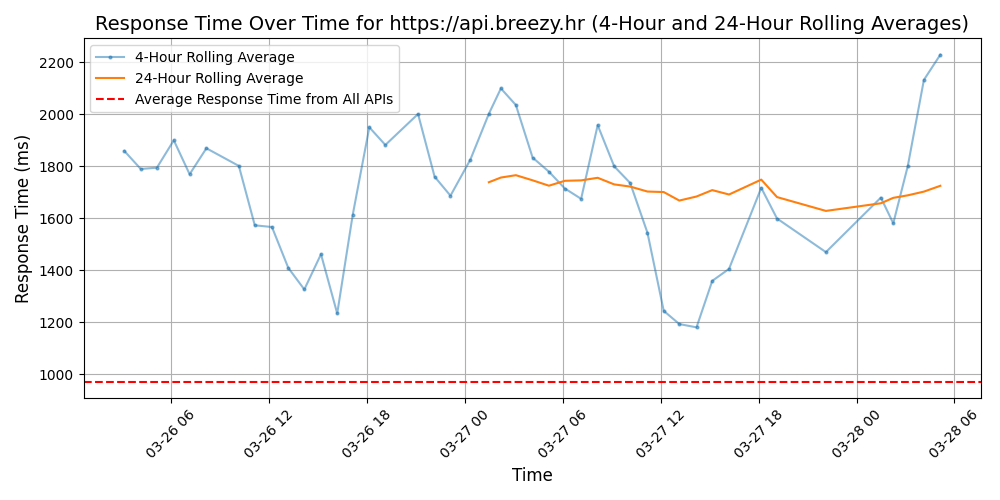 Response Time Over Time for https://api.breezy.hr (4-Hour and 24-Hour Rolling Averages)
4-Hour Rolling Average
24-Hour Rolling Average
Average Response Time from All APIs
Response Time (ms)
2200
2000
1800
1600
1400
1200
1000
03-26 06
03-26 12
03-26 18
03-27 00
03-27 06
03-27 12
03-27 18
03-28 00
03-28 06
Time